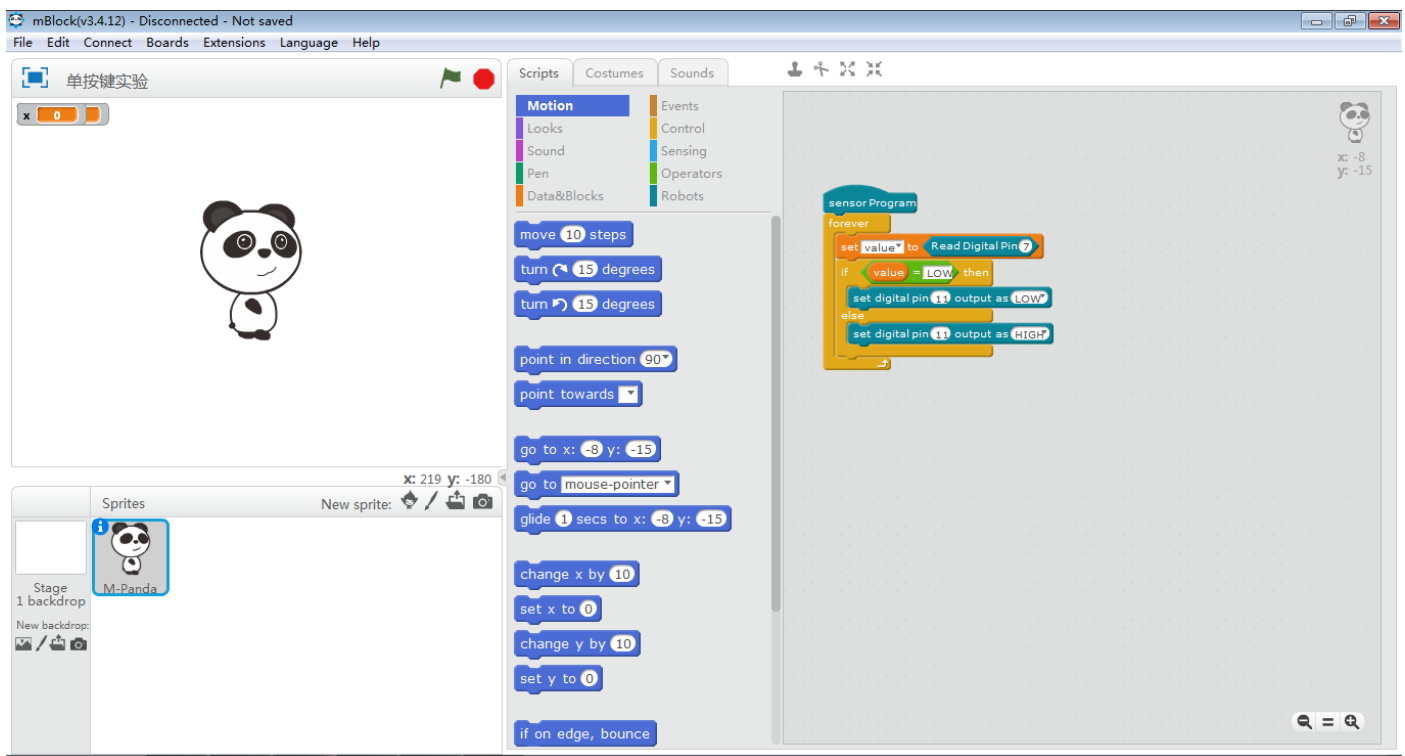 mBlock(v3.4.12) - Disconnected - Not saved
File Edit Connect Boards Extensions Language Help
单按键实验
x 0
x: 219 y: -180
Sprites
New sprite:
Stage
1 backdrop
New backdrop:
M-Panda
Scripts Costumes Sounds
Motion Events
Looks Control
Sound Sensing
Pen Operators
Data&Blocks Robots
move 10 steps
turn 15 degrees
turn 15 degrees
point in direction 90
point towards
go to x: -8 y: -15
go to mouse-pointer
glide 1 secs to x: -8 y: -15
change x by 10
set x to 0
change y by 10
set y to 0
if on edge, bounce
sensor Program
forever
set value to Read Digital Pin 7
if value = LOW then
set digital pin 11 output as LOW
else
set digital pin 11 output as HIGH
x: -8
y: -15